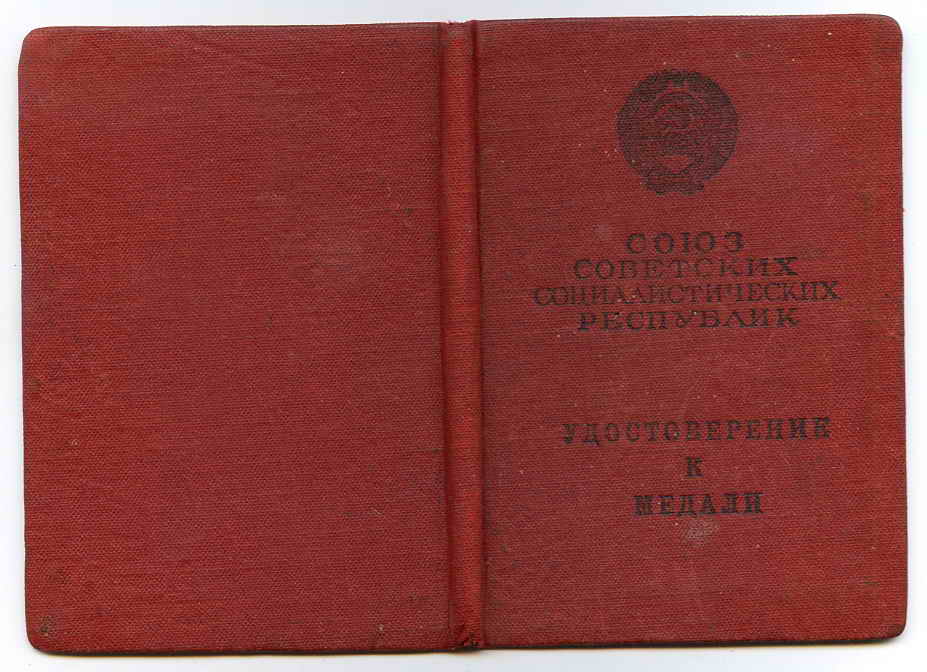 СОЮЗ
СОВЕТСКИХ
СОЦИАЛИСТИЧЕСКИХ
РЕСПУБЛИК
УДОСТОВЕРЕНИЕ
К
МЕДАЛИ